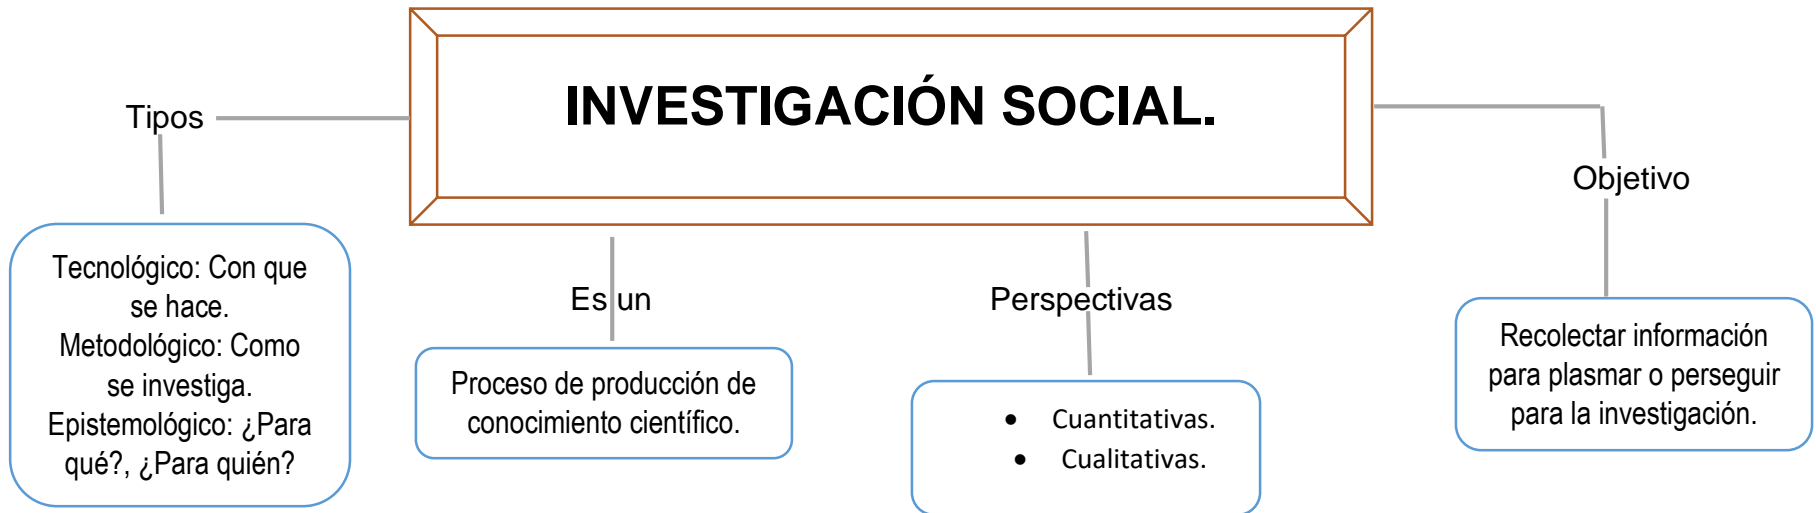 INVESTIGACIÓN SOCIAL.
Tipos
Tecnológico: Con que
se hace.
Metodológico: Como
se investiga.
Epistemológico: ¿Para
qué?, ¿Para quién?
Es un
Proceso de producción de
conocimiento científico.
Perspectivas
• Cuantitativas.
• Cualitativas.
Objetivo
Recolectar información
para plasmar o perseguir
para la investigación.